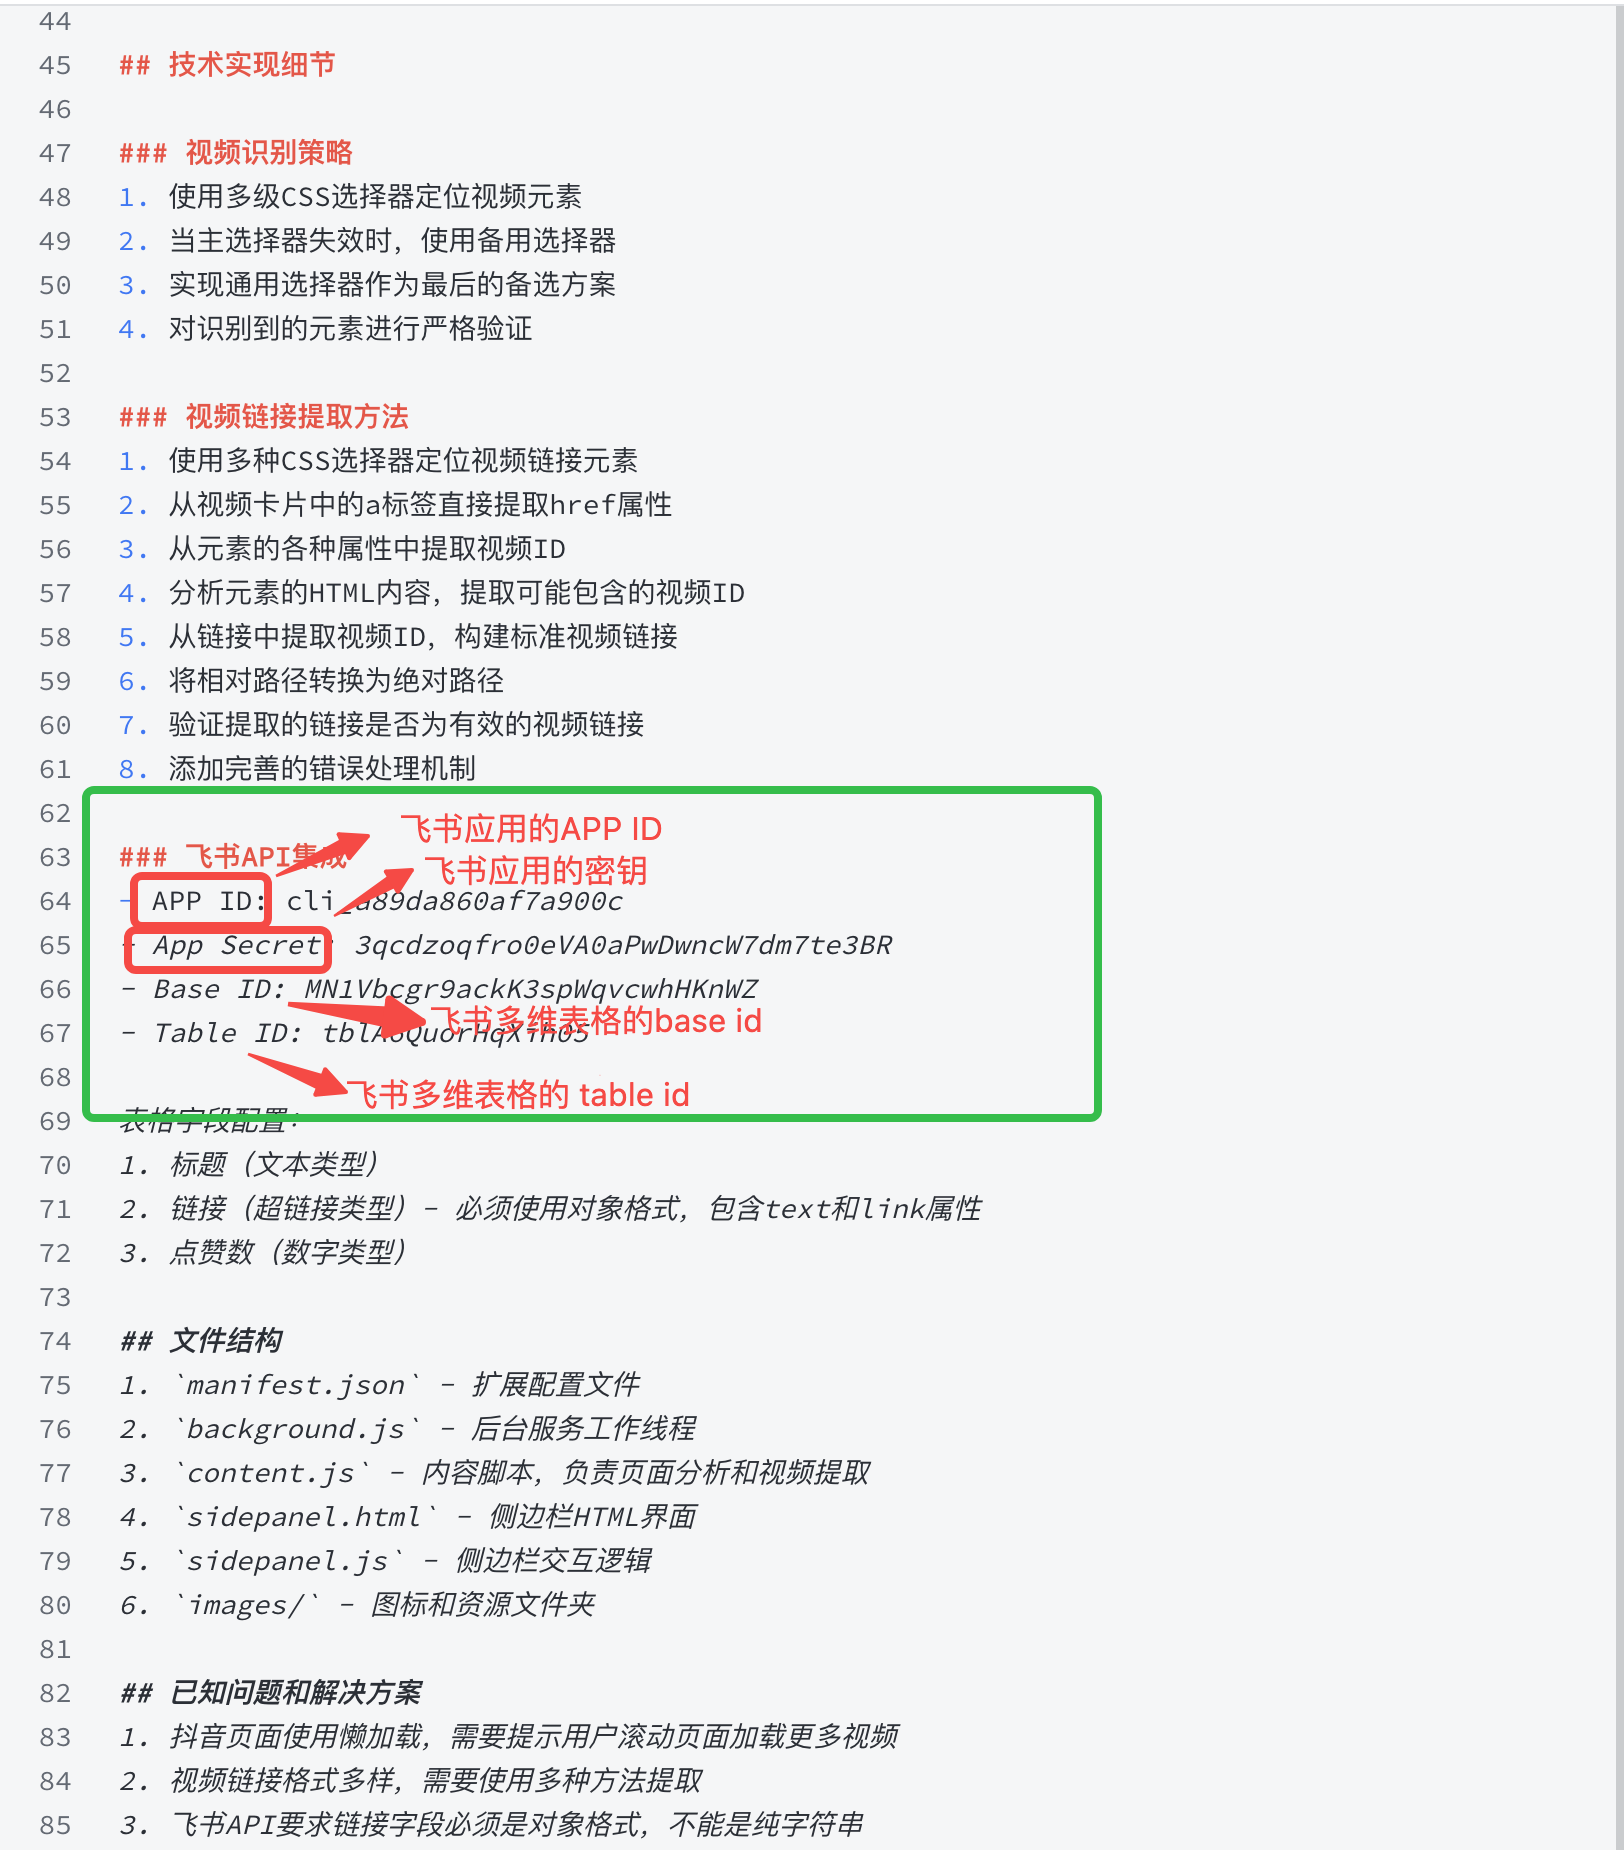 44
45 ## 技术实现细节
46
47 ### 视频识别策略
48 1. 使用多级CSS选择器定位视频元素
49 2. 当主选择器失效时，使用备用选择器
50 3. 实现通用选择器作为最后的备选方案
51 4. 对识别到的元素进行严格验证
52
53 ### 视频链接提取方法
54 1. 使用多种CSS选择器定位视频链接元素
55 2. 从视频卡片中的a标签直接提取href属性
56 3. 从元素的各种属性中提取视频ID
57 4. 分析元素的HTML内容，提取可能包含的视频ID
58 5. 从链接中提取视频ID，构建标准视频链接
59 6. 将相对路径转换为绝对路径
60 7. 验证提取的链接是否为有效的视频链接
61 8. 添加完善的错误处理机制
62
飞书应用的APP ID
63 ### 飞书API集成
飞书应用的密钥
64 - APP ID: cli_a89da860af7a900c
65 - App Secret: 3qcdzoqfro0eVA0aPwDwncW7dm7te3BR
66 - Base ID: MN1Vbcgr9ackK3spWqvcwhHKnWZ
飞书多维表格的base id
67 - Table ID:
68
飞书多维表格的 table id
69 表格字段配置：
70 1. 标题（文本类型）
71 2. 链接（超链接类型）- 必须使用对象格式，包含text和link属性
72 3. 点赞数（数字类型）
73
74 ## 文件结构
75 1. `manifest.json` - 扩展配置文件
76 2. `background.js` - 后台服务工作线程
77 3. `content.js` - 内容脚本，负责页面分析和视频提取
78 4. `sidepanel.html` - 侧边栏HTML界面
79 5. `sidepanel.js` - 侧边栏交互逻辑
80 6. `images/` - 图标和资源文件夹
81
82 ## 已知问题和解决方案
83 1. 抖音页面使用懒加载，需要提示用户滚动页面加载更多视频
84 2. 视频链接格式多样，需要使用多种方法提取
85 3. 飞书API要求链接字段必须是对象格式，不能是纯字符串